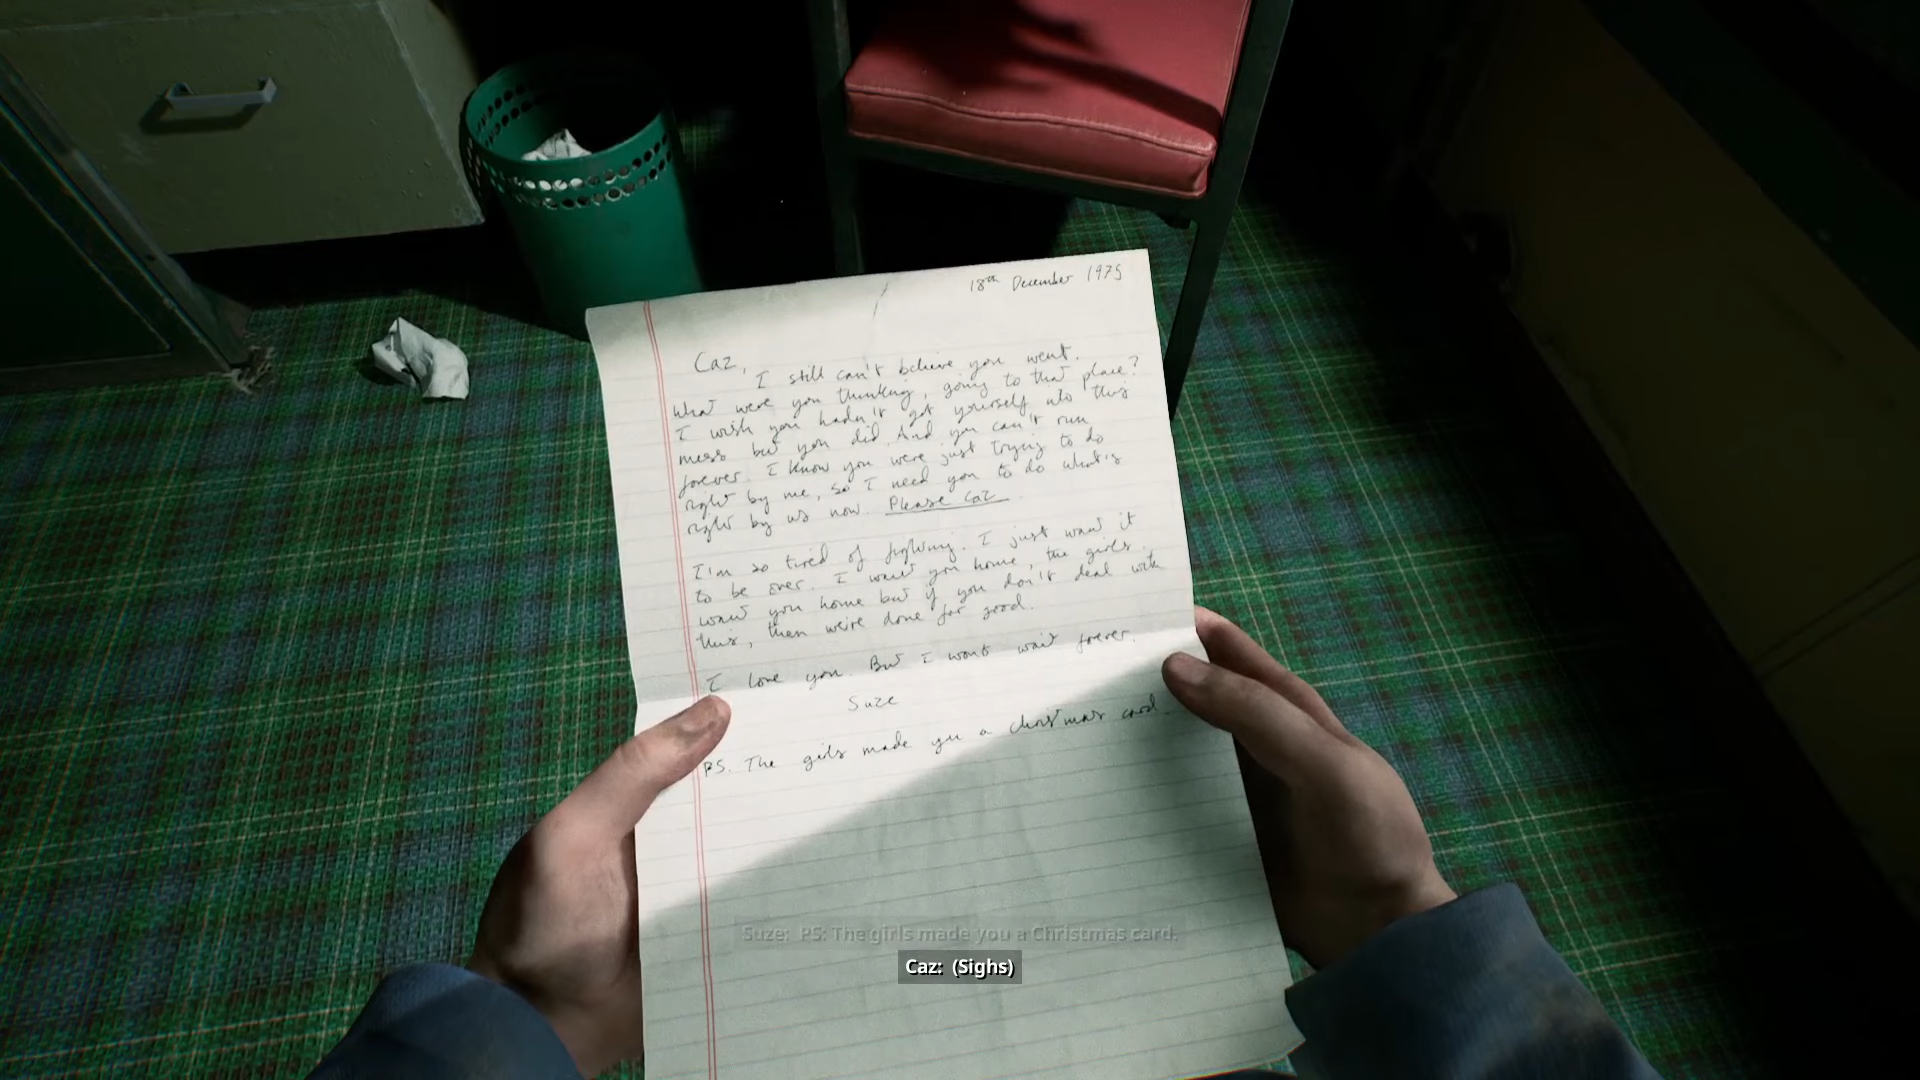 18th December 1975
Caz,
I still can't believe you went.
What were you thinking, going to that place?
I wish you hadn't got yourself into this
mess but you did. And you can't run
forever. I know you were just trying to do
right by me, so I need you to do what's
right by us now. Please Caz.
I'm so tired of fighting. I just want it
to be over. I want you home, the girls
want you home but if you don't deal with
this, then we're done for good.
I love you. But I won't wait forever.
Suze
PS. The girls made you a christmas card.
Suze: PS: The girls made you a Christmas card.
Caz: (Sighs)